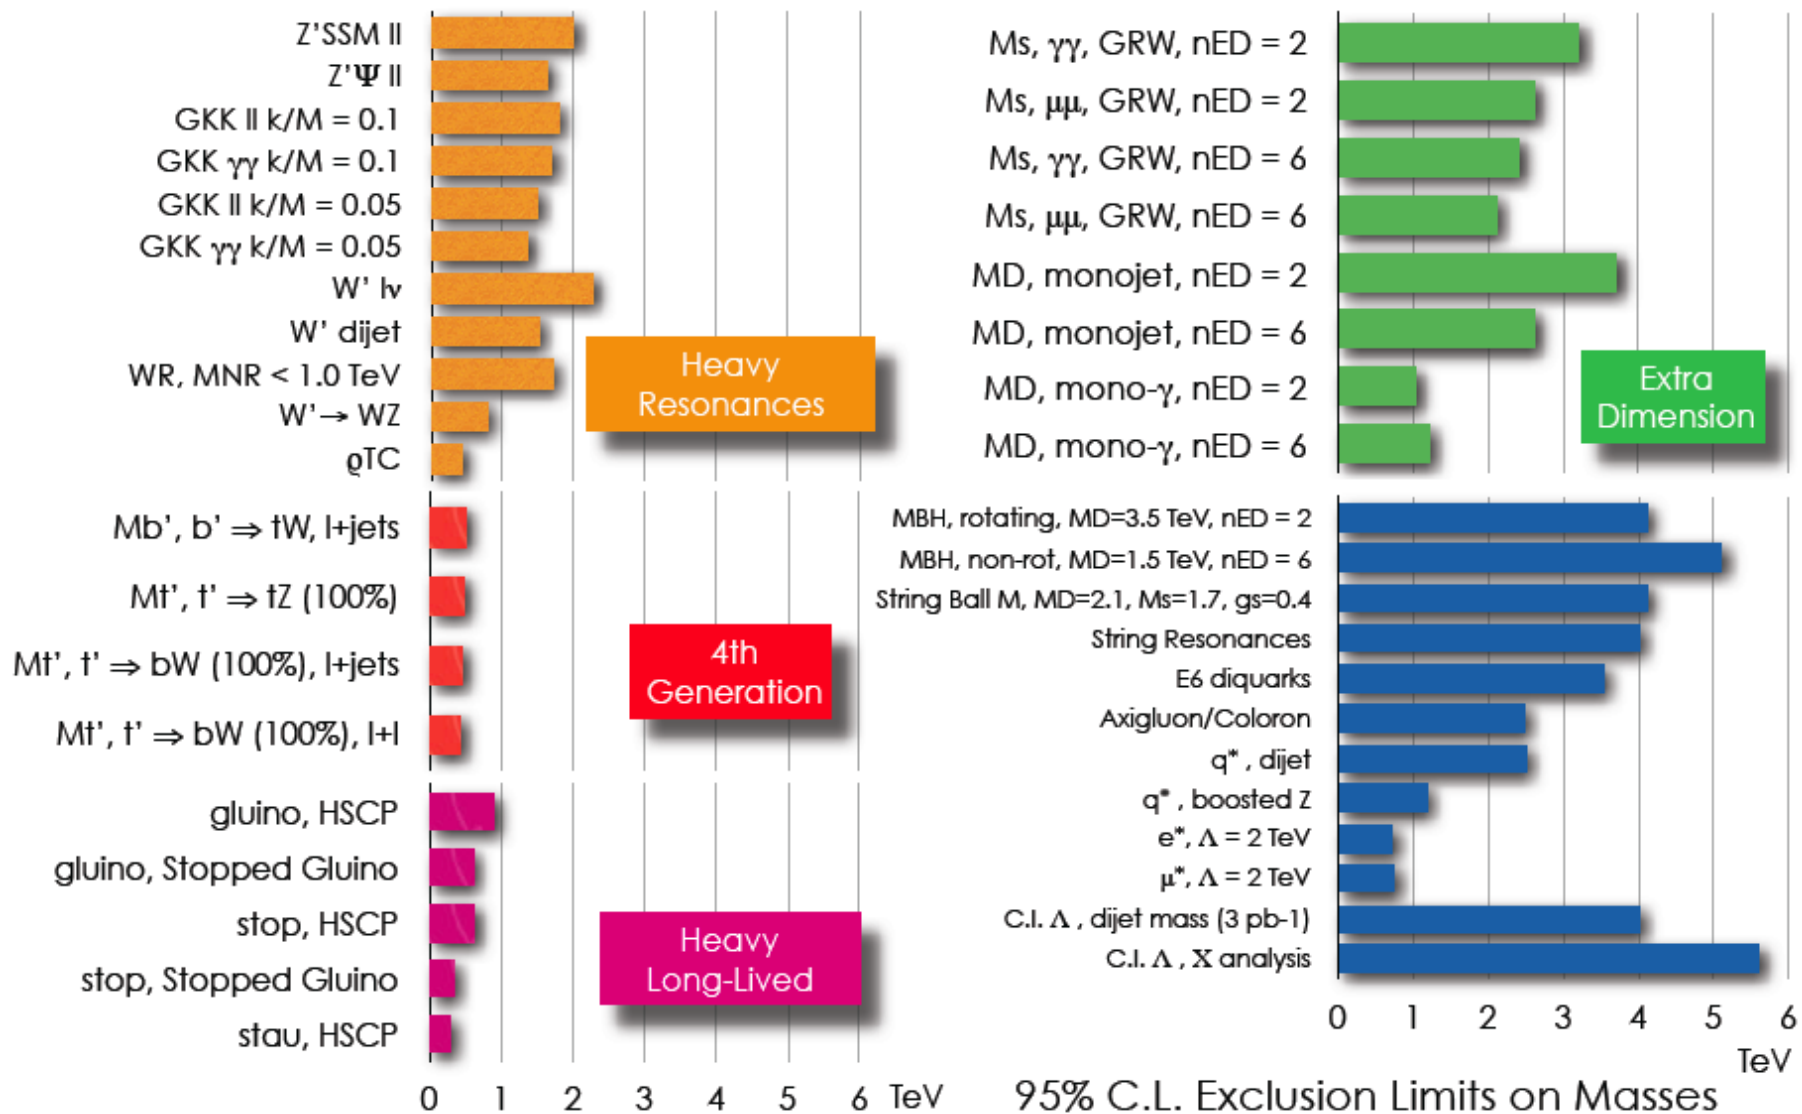 Z'SSM ll
Z'Ψ ll
GKK ll k/M = 0.1
GKK γγ k/M = 0.1
GKK ll k/M = 0.05
GKK γγ k/M = 0.05
W' lν
W' dijet
WR, MNR < 1.0 TeV
W'→ WZ
ϱTC
Heavy
Resonances
Mb', b' ⇒ tW, l+jets
Mt', t' ⇒ tZ (100%)
Mt', t' ⇒ bW (100%), l+jets
Mt', t' ⇒ bW (100%), l+l
4th
Generation
gluino, HSCP
gluino, Stopped Gluino
stop, HSCP
stop, Stopped Gluino
stau, HSCP
Heavy
Long-Lived
0 1 2 3 4 5 6 TeV
Ms, γγ, GRW, nED = 2
Ms, μμ, GRW, nED = 2
Ms, γγ, GRW, nED = 6
Ms, μμ, GRW, nED = 6
MD, monojet, nED = 2
MD, monojet, nED = 6
MD, mono-γ, nED = 2
MD, mono-γ, nED = 6
Extra
Dimension
MBH, rotating, MD=3.5 TeV, nED = 2
MBH, non-rot, MD=1.5 TeV, nED = 6
String Ball M, MD=2.1, Ms=1.7, gs=0.4
String Resonances
E6 diquarks
Axigluon/Coloron
q* , dijet
q* , boosted Z
e*, Λ = 2 TeV
μ*, Λ = 2 TeV
C.I. Λ , dijet mass (3 pb-1)
C.I. Λ , X analysis
0 1 2 3 4 5 6
TeV
95% C.L. Exclusion Limits on Masses